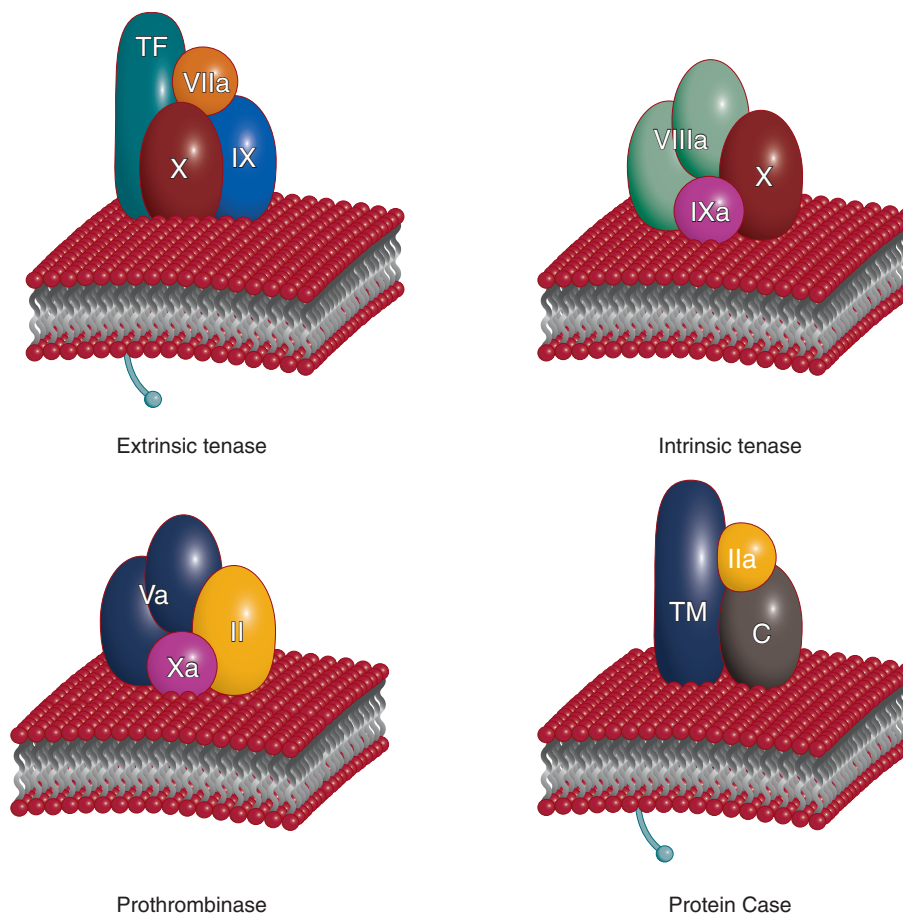 TF
VIIa
X
IX
Extrinsic tenase
VIIIa
X
IXa
Intrinsic tenase
Va
II
Xa
Prothrombinase
IIa
TM
C
Protein Case